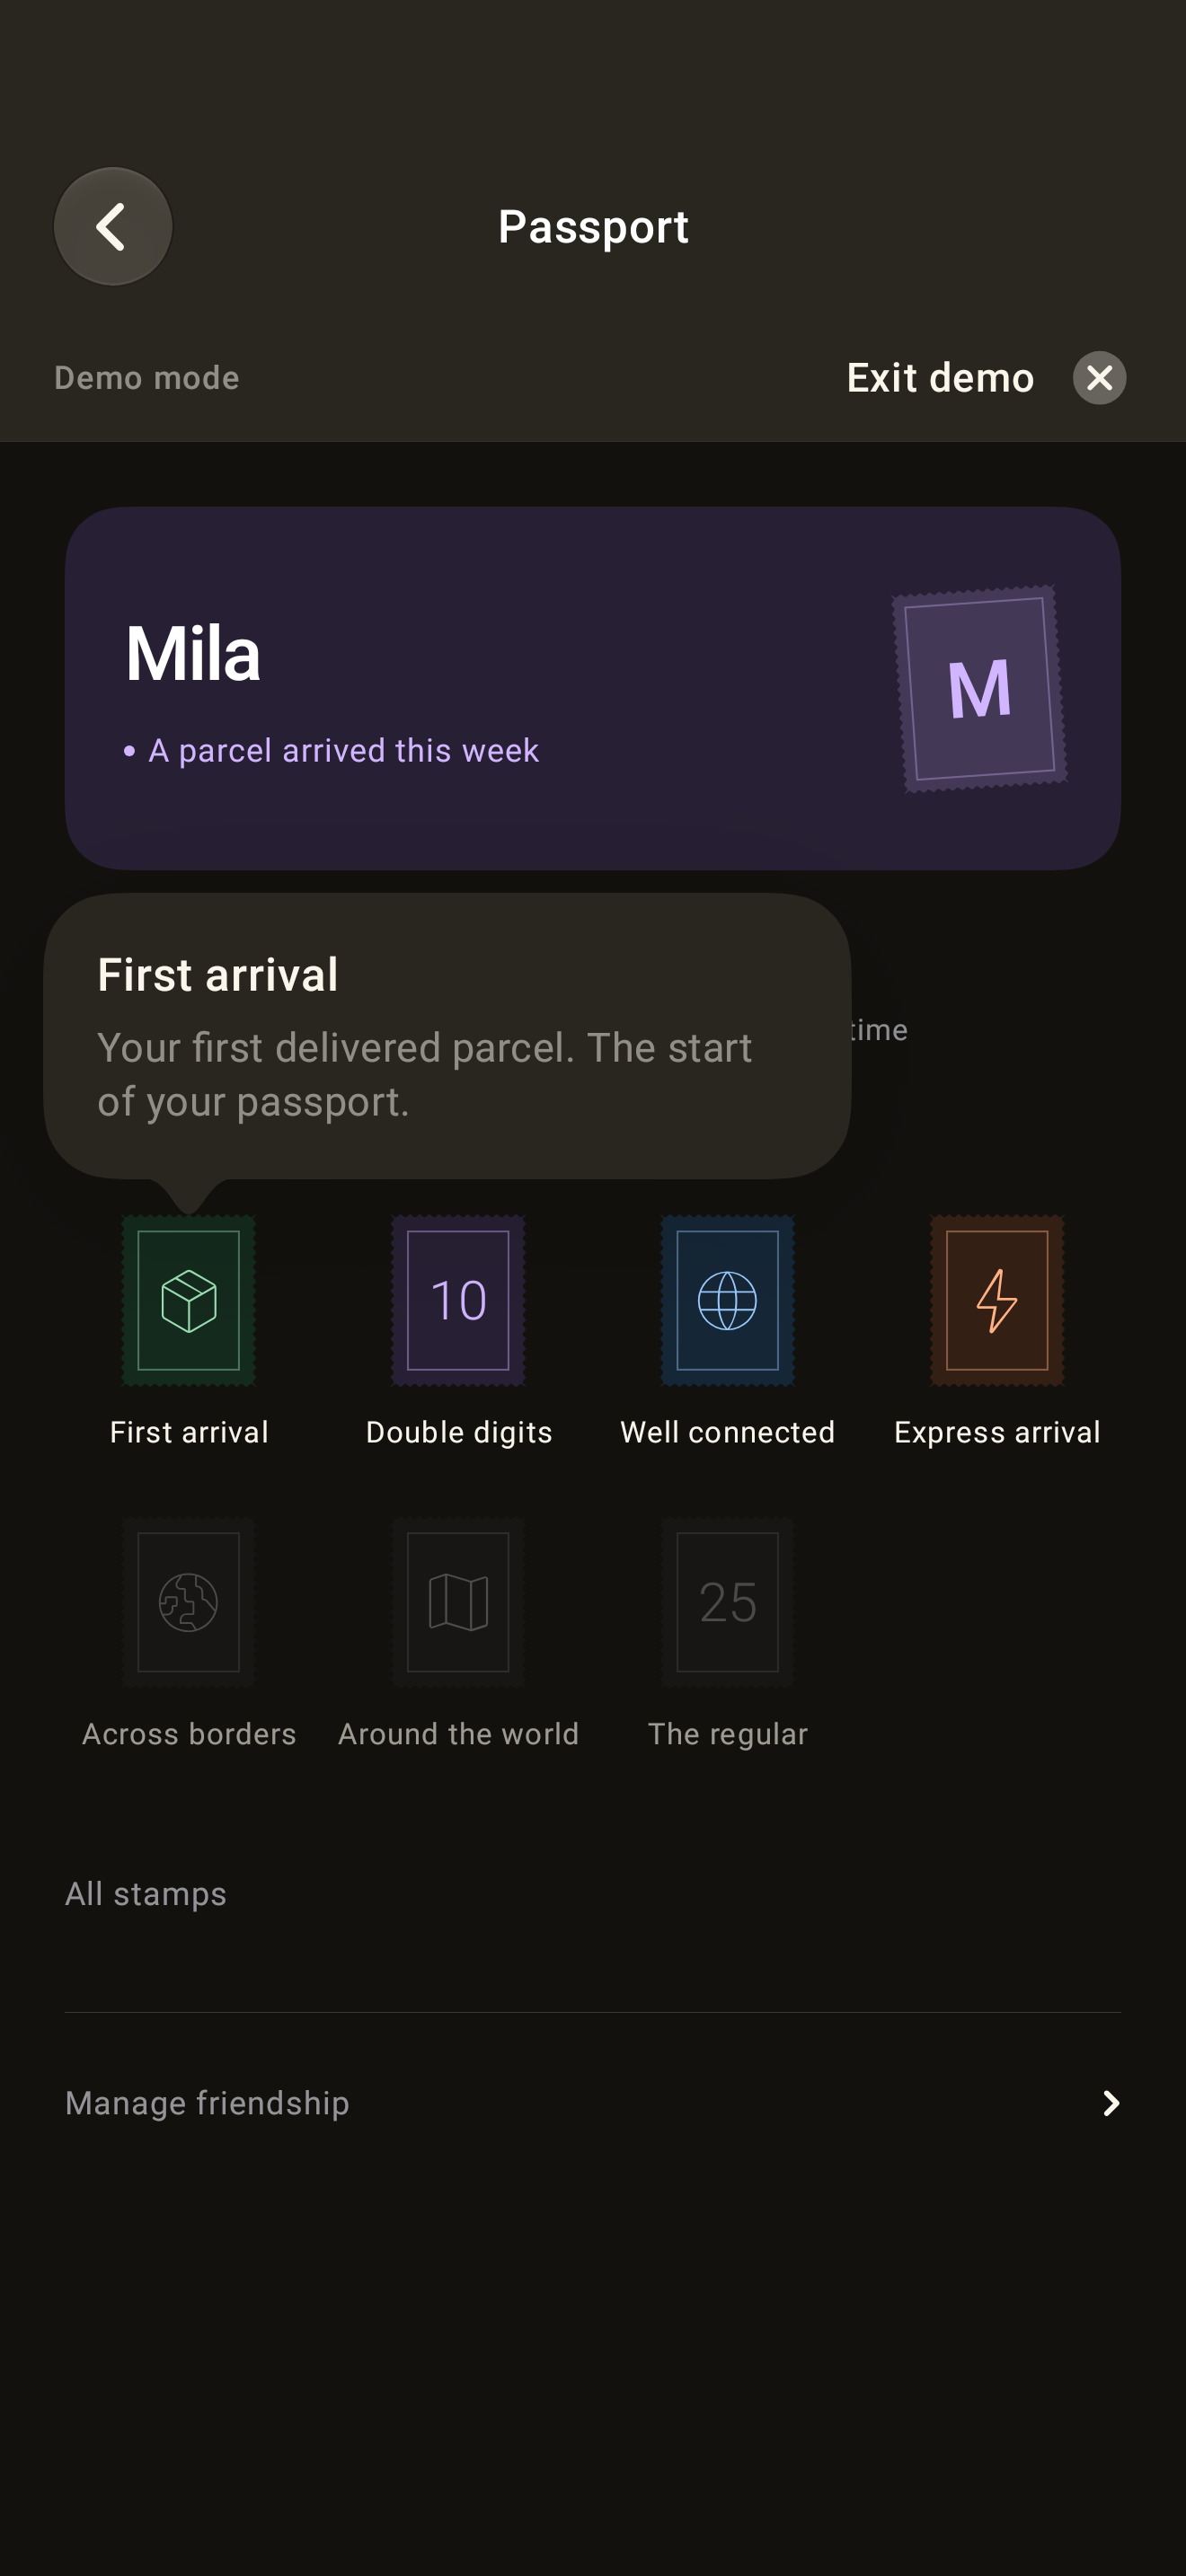 Passport
Demo mode
Exit demo
Mila
• A parcel arrived this week
M
First arrival
Your first delivered parcel. The start
of your passport.
time
10
First arrival
Double digits
Well connected
Express arrival
25
Across borders
Around the world
The regular
All stamps
Manage friendship